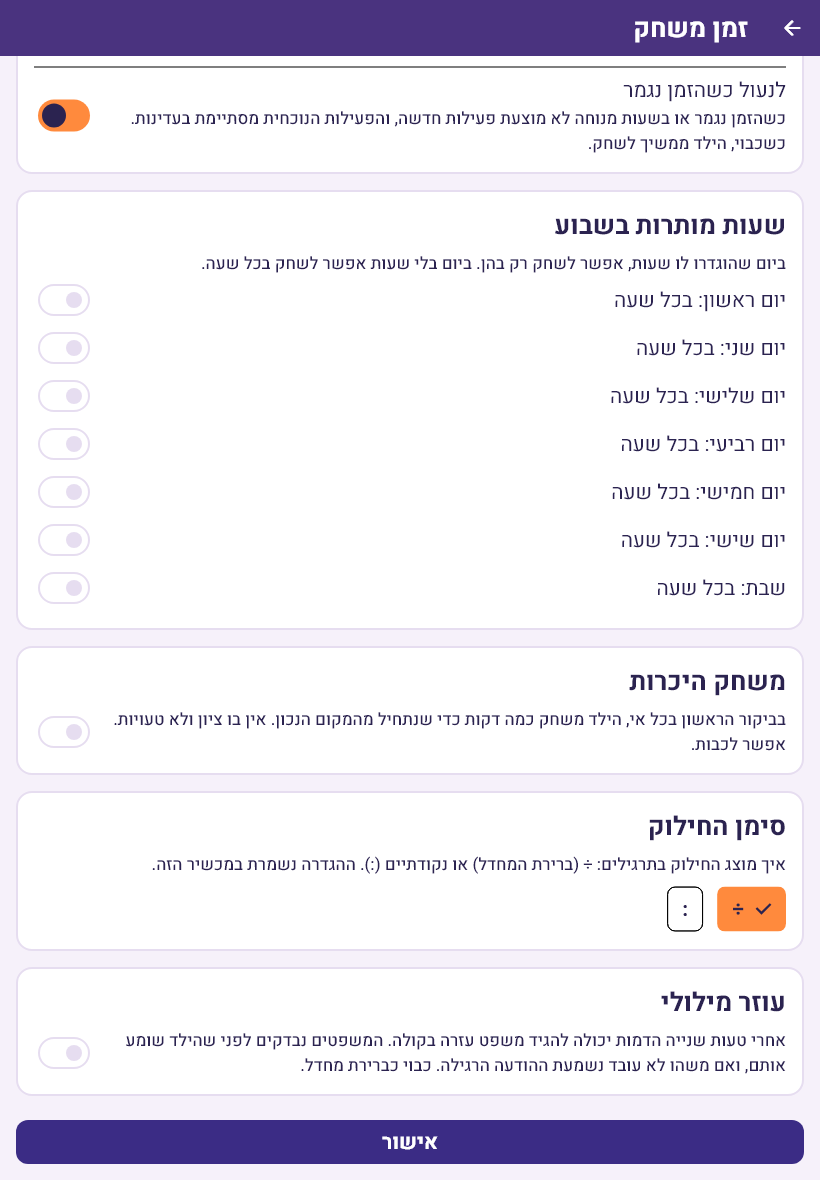 זמן משחק
לנעול כשהזמן נגמר
כשהזמן נגמר או בשעות מנוחה לא מוצעת פעילות חדשה, והפעילות הנוכחית מסתיימת בעדינות.
כשכבוי, הילד ממשיך לשחק.
שעות מותרות בשבוע
ביום שהוגדרו לו שעות, אפשר לשחק רק בהן. ביום בלי שעות אפשר לשחק בכל שעה.
יום ראשון: בכל שעה
יום שני: בכל שעה
יום שלישי: בכל שעה
יום רביעי: בכל שעה
יום חמישי: בכל שעה
יום שישי: בכל שעה
שבת: בכל שעה
משחק היכרות
בביקור הראשון בכל אי, הילד משחק כמה דקות כדי שנתחיל מהמקום הנכון. אין בו ציון ולא טעויות.
אפשר לכבות.
סימן החילוק
איך מוצג החילוק בתרגילים: ÷ (ברירת המחדל) או נקודתיים (:). ההגדרה נשמרת במכשיר הזה.
÷ :
עוזר מילולי
אחרי טעות שנייה הדמות יכולה להגיד משפט עזרה בקולה. המשפטים נבדקים לפני שהילד שומע
אותם, ואם משהו לא עובד נשמעת ההודעה הרגילה. כבוי כברירת מחדל.
אישור